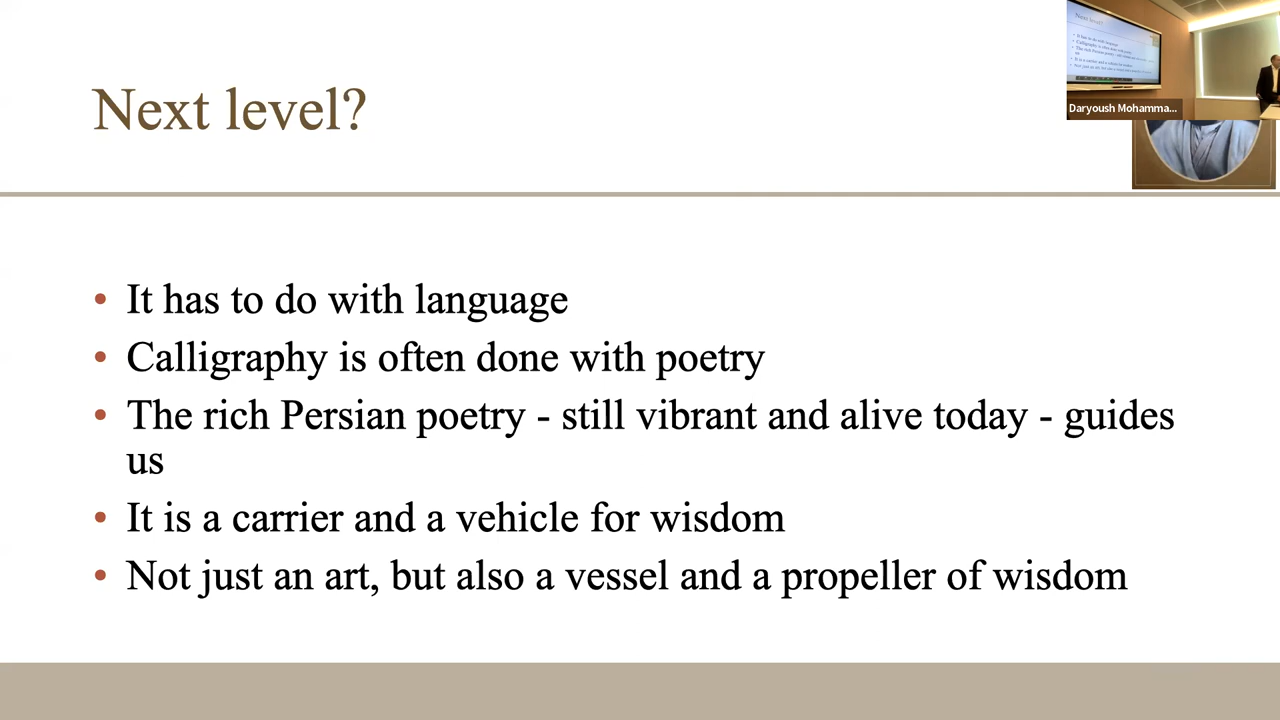 Next level?
Daryoush Mohamma...
• It has to do with language
• Calligraphy is often done with poetry
• The rich Persian poetry - still vibrant and alive today - guides
us
• It is a carrier and a vehicle for wisdom
• Not just an art, but also a vessel and a propeller of wisdom